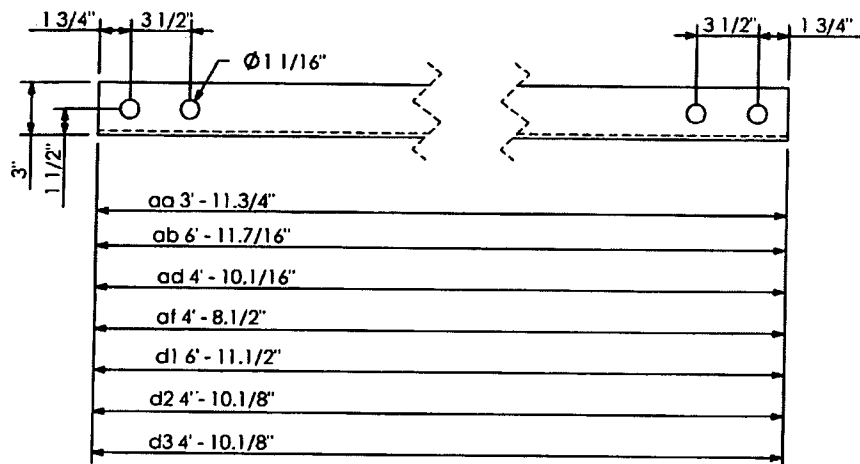 1 3/4" 3 1/2" 3 1/2" 1 3/4"
Ø1 1/16"
3"
1 1/2"
aa 3' - 11.3/4"
ab 6' - 11.7/16"
ad 4' - 10.1/16"
af 4' - 8.1/2"
d1 6' - 11.1/2"
d2 4' - 10.1/8"
d3 4' - 10.1/8"